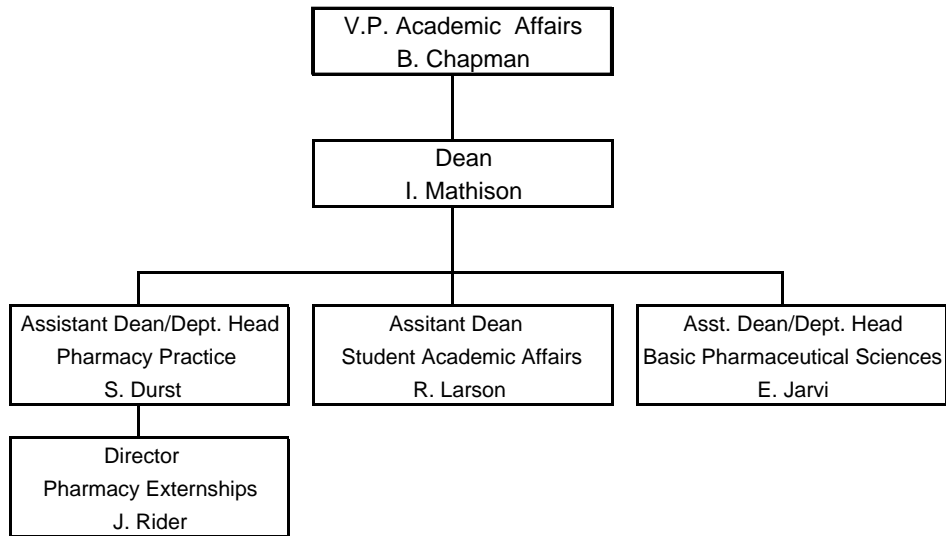 V.P. Academic Affairs
B. Chapman
Dean
I. Mathison
Assistant Dean/Dept. Head
Pharmacy Practice
S. Durst
Assitant Dean
Student Academic Affairs
R. Larson
Asst. Dean/Dept. Head
Basic Pharmaceutical Sciences
E. Jarvi
Director
Pharmacy Externships
J. Rider